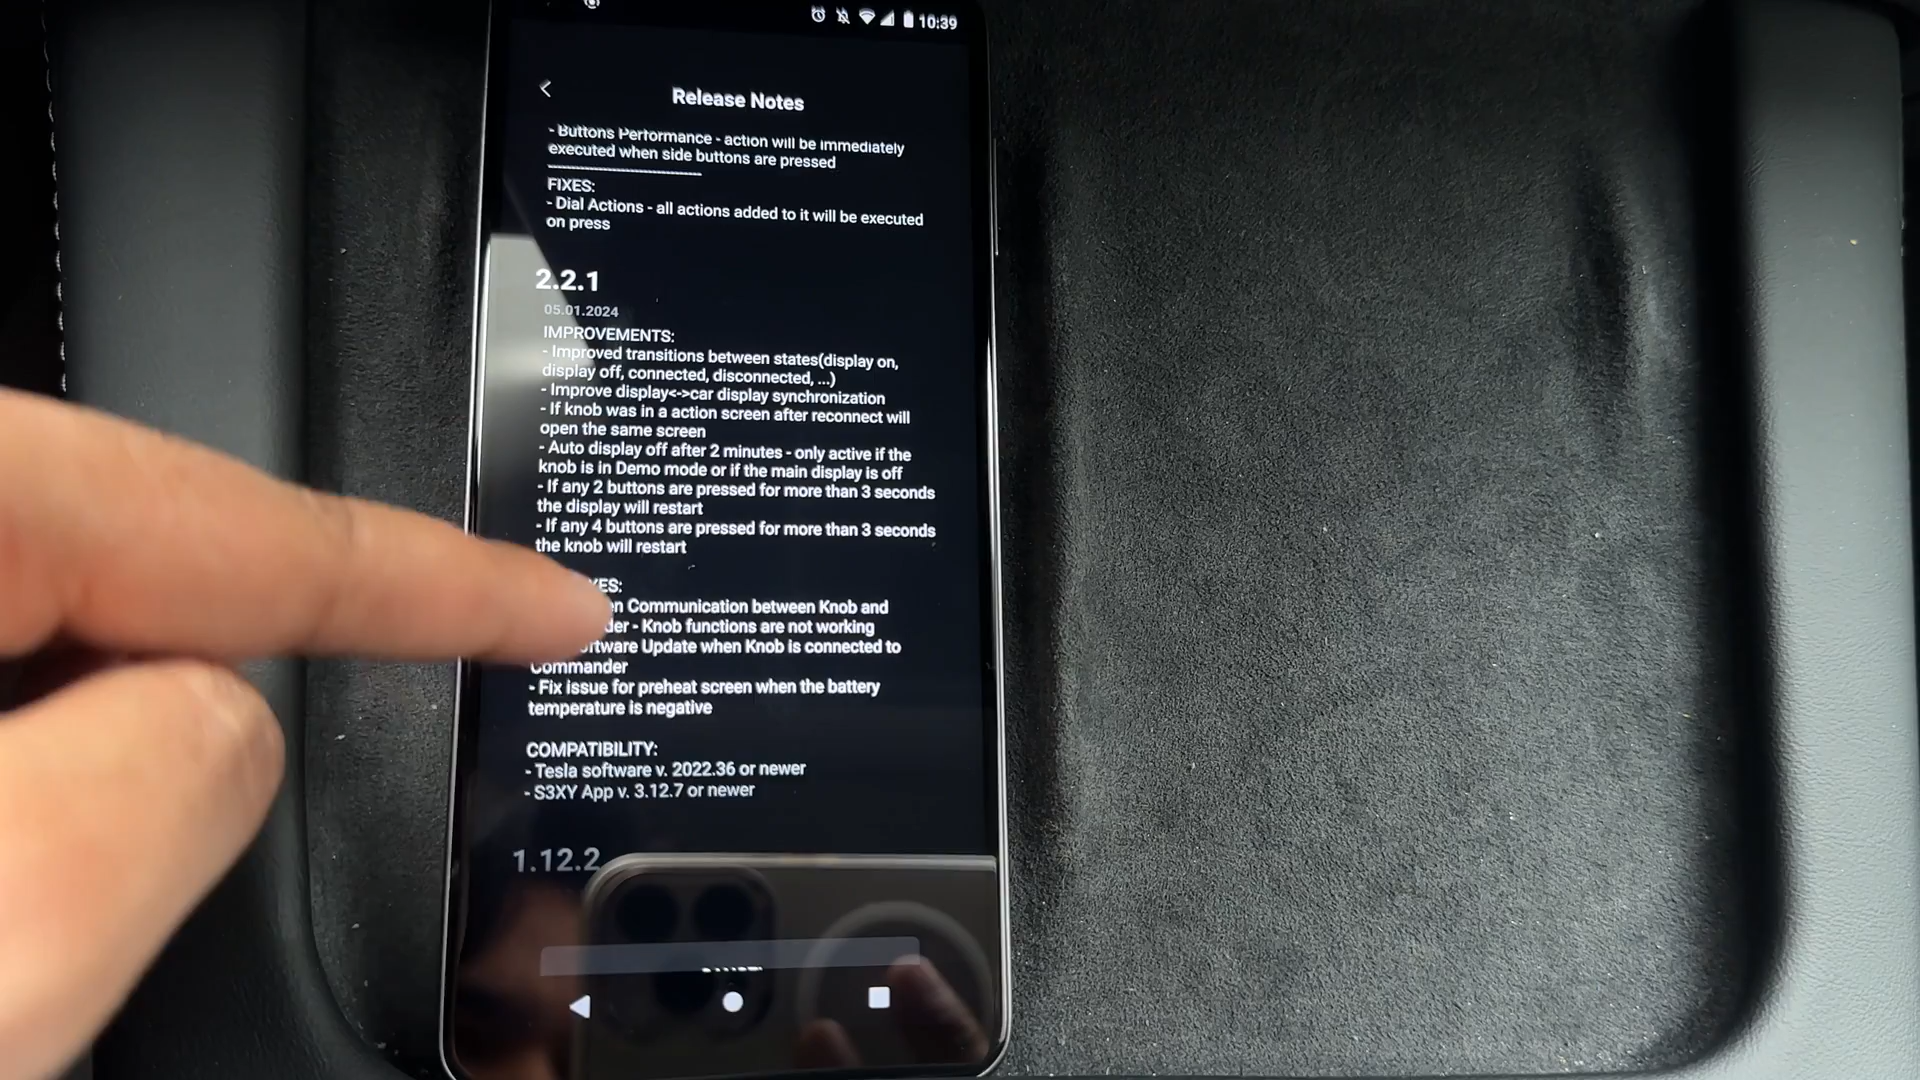 10:39
Release Notes
- Buttons Performance - action will be immediately
executed when side buttons are pressed
FIXES:
- Dial Actions - all actions added to it will be executed
on press
2.2.1
05.01.2024
IMPROVEMENTS:
- Improved transitions between states(display on,
display off, connected, disconnected, ...)
- Improve display<->car display synchronization
- If knob was in a action screen after reconnect will
open the same screen
- Auto display off after 2 minutes - only active if the
knob is in Demo mode or if the main display is off
- If any 2 buttons are pressed for more than 3 seconds
the display will restart
- If any 4 buttons are pressed for more than 3 seconds
the knob will restart
Communication between Knob and
- Knob functions are not working
Update when Knob is connected to
Commander
- Fix issue for preheat screen when the battery
temperature is negative
COMPATIBILITY:
- Tesla software v. 2022.36 or newer
- S3XY App v. 3.12.7 or newer
1.12.2